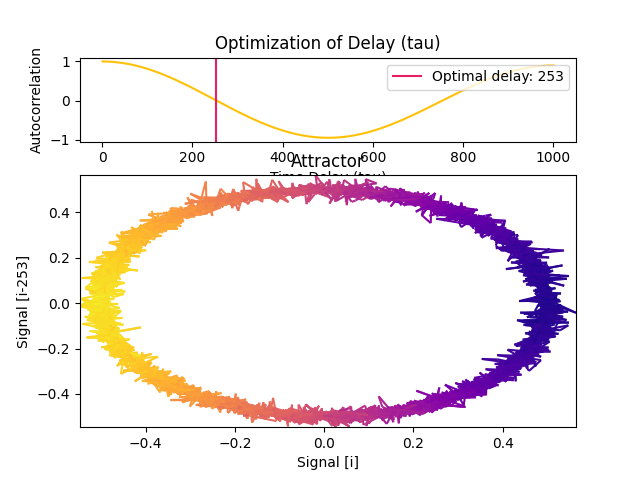 Optimization of Delay (tau)
Autocorrelation
1
0
−1
Optimal delay: 253
0 200 400 600 800 1000
Time Delay (tau)
Attractor
Signal [i-253]
0.4
0.2
0.0
−0.2
−0.4
−0.4 −0.2 0.0 0.2 0.4
Signal [i]